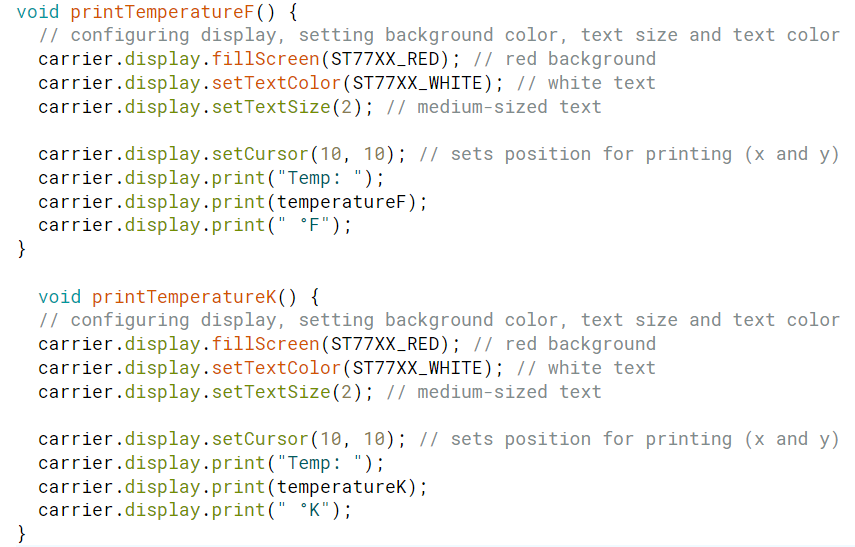 void printTemperatureF() {
  // configuring display, setting background color, text size and text color
  carrier.display.fillScreen(ST77XX_RED); // red background
  carrier.display.setTextColor(ST77XX_WHITE); // white text
  carrier.display.setTextSize(2); // medium-sized text

  carrier.display.setCursor(10, 10); // sets position for printing (x and y)
  carrier.display.print("Temp: ");
  carrier.display.print(temperatureF);
  carrier.display.print(" °F");
}

  void printTemperatureK() {
  // configuring display, setting background color, text size and text color
  carrier.display.fillScreen(ST77XX_RED); // red background
  carrier.display.setTextColor(ST77XX_WHITE); // white text
  carrier.display.setTextSize(2); // medium-sized text

  carrier.display.setCursor(10, 10); // sets position for printing (x and y)
  carrier.display.print("Temp: ");
  carrier.display.print(temperatureK);
  carrier.display.print(" °K");
}